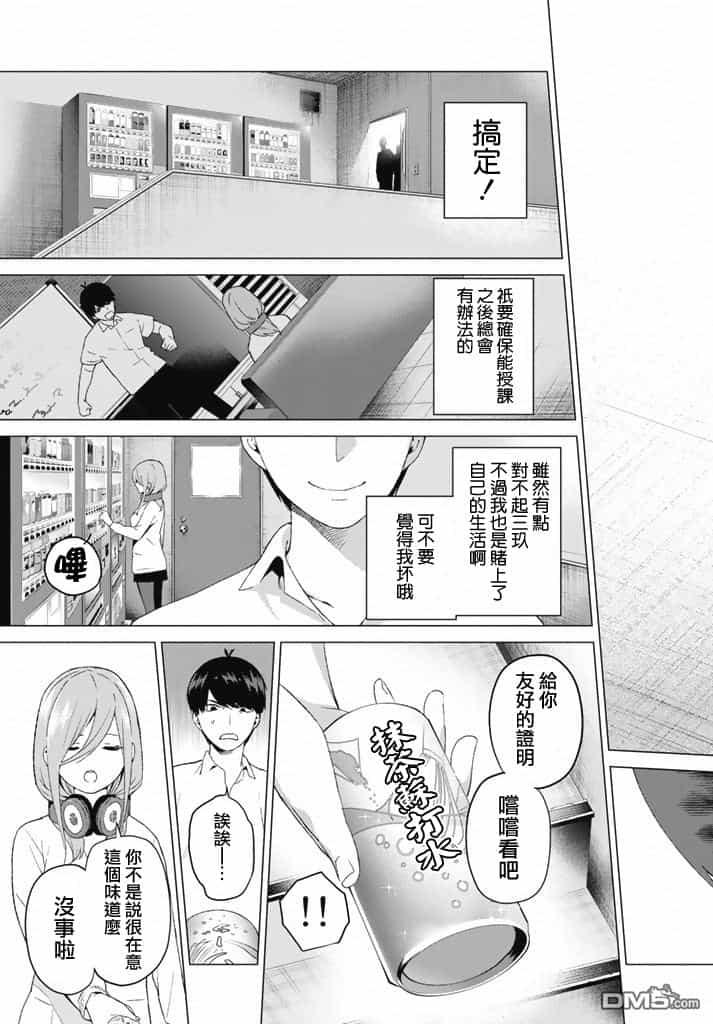 搞定！
祇要確保能授課
之後總會
有辦法的
雖然有點
對不起三玖
不過我也是賭上了
自己的生活啊
可不要
覺得我坏哦
嗶
給你
友好的證明
嚐嚐看吧
抹茶蘇打水
！！
誒誒——…
你不是說很在意
這個味道麼
沒事啦
DM5.com